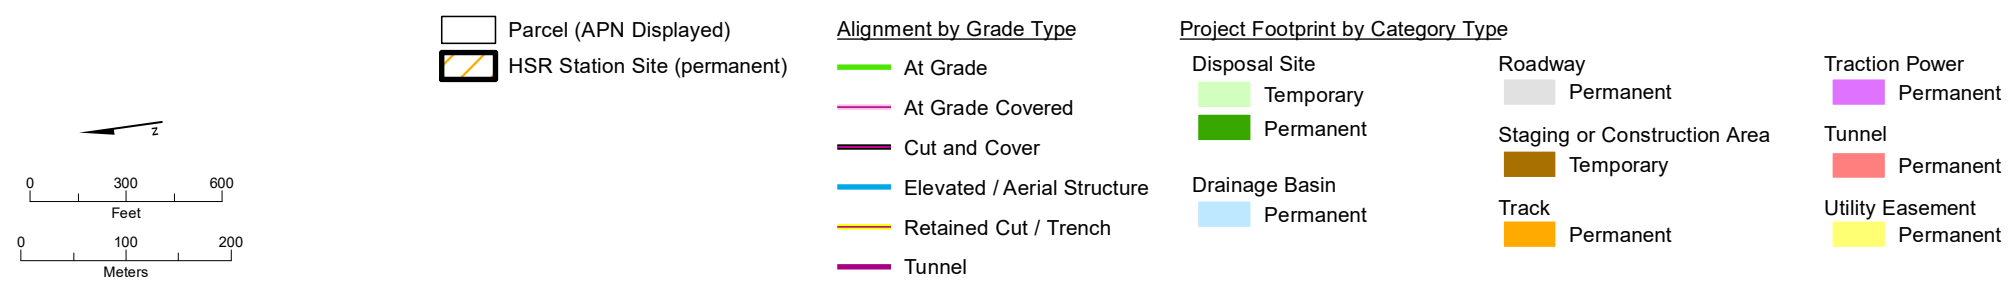 Parcel (APN Displayed)
HSR Station Site (permanent)
N
0 300 600
Feet
0 100 200
Meters
Alignment by Grade Type
At Grade
At Grade Covered
Cut and Cover
Elevated / Aerial Structure
Retained Cut / Trench
Tunnel
Project Footprint by Category Type
Disposal Site
Temporary
Permanent
Drainage Basin
Permanent
Roadway
Permanent
Staging or Construction Area
Temporary
Track
Permanent
Traction Power
Permanent
Tunnel
Permanent
Utility Easement
Permanent